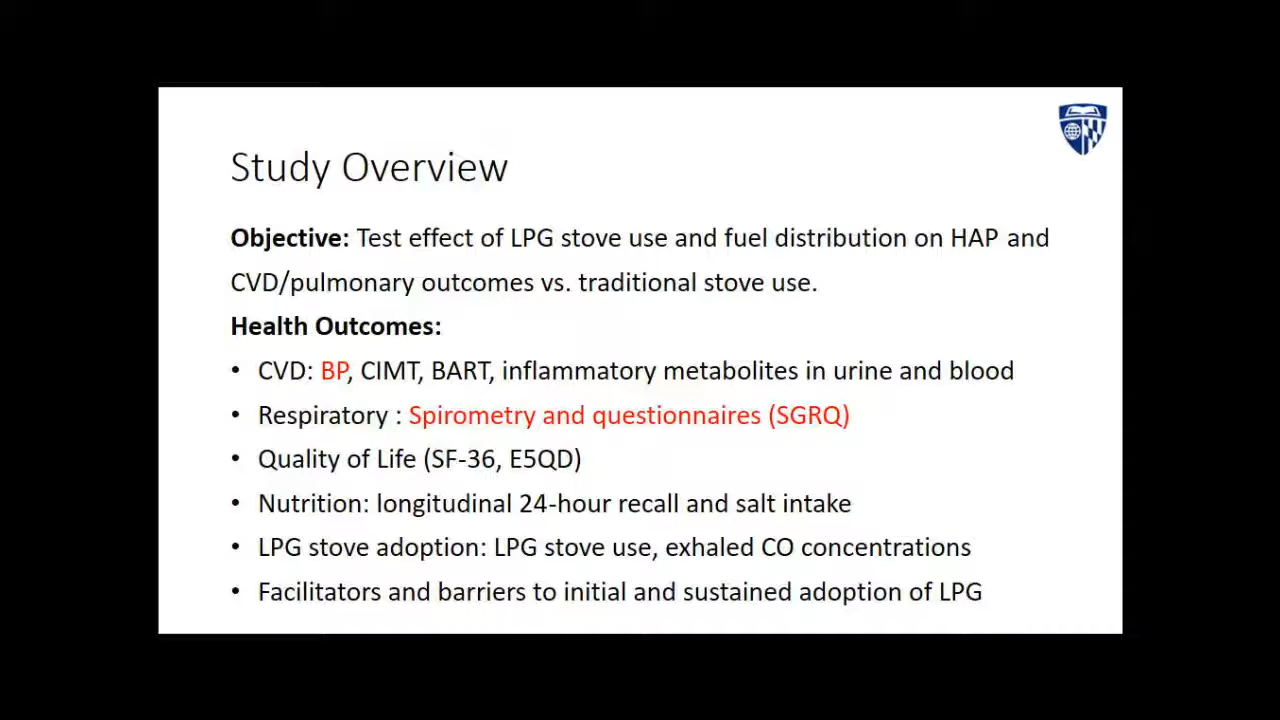 Study Overview
Objective: Test effect of LPG stove use and fuel distribution on HAP and
CVD/pulmonary outcomes vs. traditional stove use.
Health Outcomes:
• CVD: BP, CIMT, BART, inflammatory metabolites in urine and blood
• Respiratory : Spirometry and questionnaires (SGRQ)
• Quality of Life (SF-36, E5QD)
• Nutrition: longitudinal 24-hour recall and salt intake
• LPG stove adoption: LPG stove use, exhaled CO concentrations
• Facilitators and barriers to initial and sustained adoption of LPG